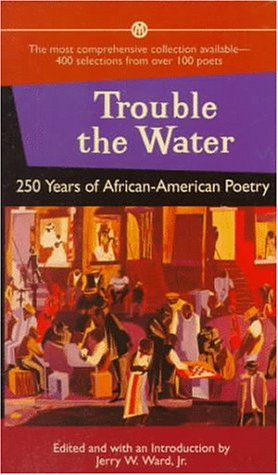 The most comprehensive collection available—
400 selections from over 100 poets
Trouble
the Water
250 Years of African-American Poetry
Edited and with an Introduction by
Jerry W. Ward, Jr.